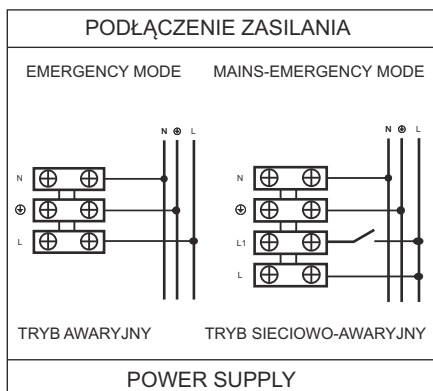 PODŁĄCZENIE ZASILANIA
EMERGENCY MODE MAINS-EMERGENCY MODE
N L N L
N N
L L1
L
TRYB AWARYJNY TRYB SIECIOWO-AWARYJNY
POWER SUPPLY